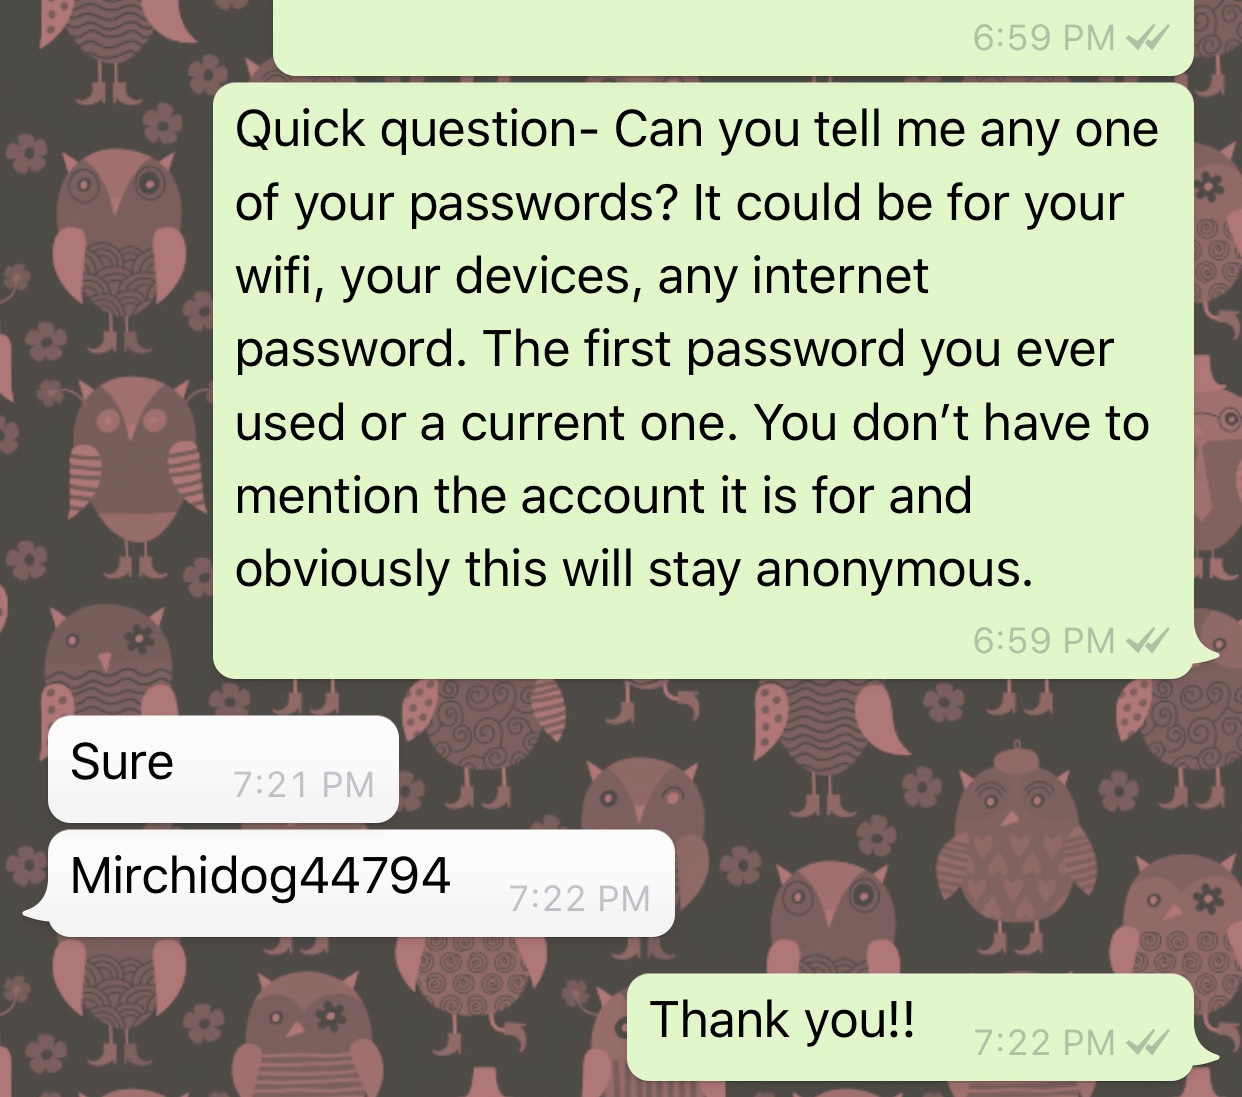 6:59 PM
Quick question- Can you tell me any one
of your passwords? It could be for your
wifi, your devices, any internet
password. The first password you ever
used or a current one. You don’t have to
mention the account it is for and
obviously this will stay anonymous.
6:59 PM
Sure 7:21 PM
Mirchidog44794 7:22 PM
Thank you!! 7:22 PM